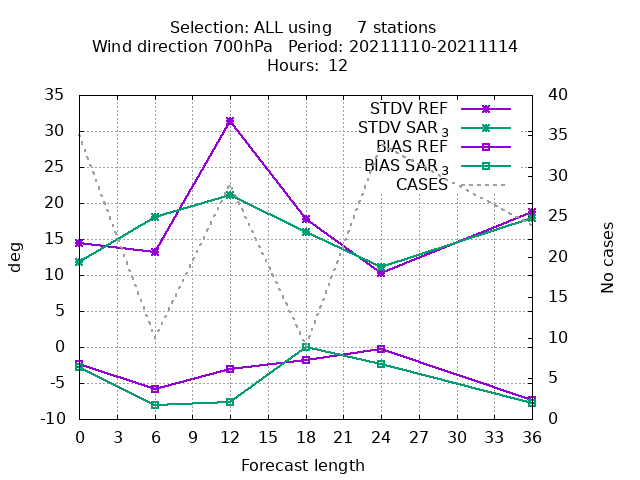 Selection: ALL using 7 stations
Wind direction 700hPa Period: 20211110-20211114
Hours: 12
35
30
25
20
15
10
5
0
-5
-10
deg
STDV REF
STDV SAR3
BIAS REF
BIAS SAR3
CASES
40
35
30
25
20
15
10
5
0
No cases
0 3 6 9 12 15 18 21 24 27 30 33 36
Forecast length